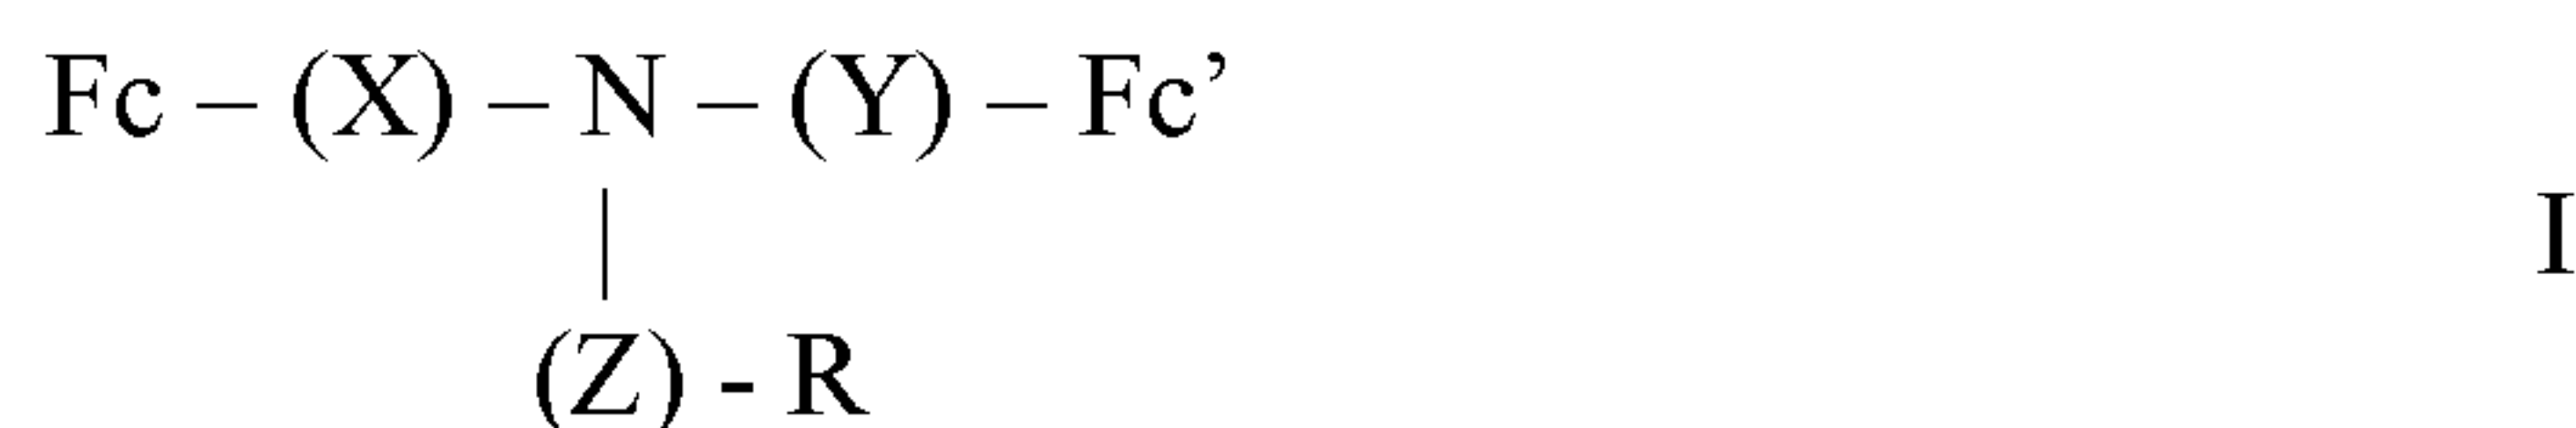 Fc – (X) – N – (Y) – Fc’
I
(Z) - R